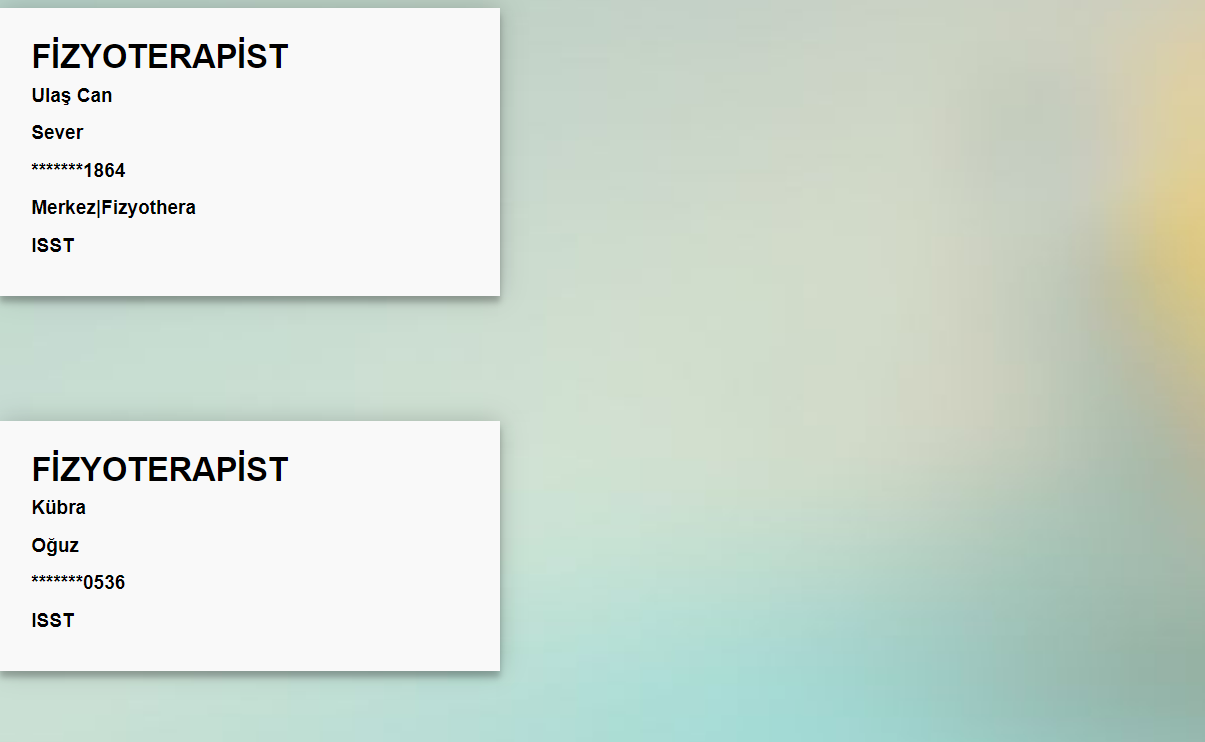 FİZYOTERAPİST
Ulaş Can
Sever
*******1864
Merkez|Fizyothera
ISST
FİZYOTERAPİST
Kübra
Oğuz
*******0536
ISST